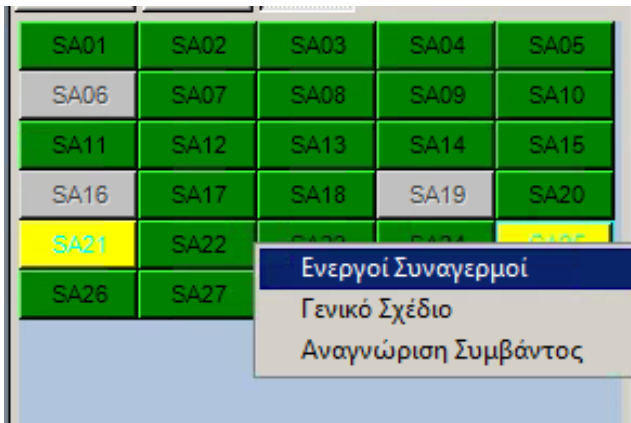 SA01 SA02 SA03 SA04 SA05
SA06 SA07 SA08 SA09 SA10
SA11 SA12 SA13 SA14 SA15
SA16 SA17 SA18 SA19 SA20
SA21 SA22
SA26 SA27
Ενεργοί Συναγερμοί
Γενικό Σχέδιο
Αναγνώριση Συμβάντος